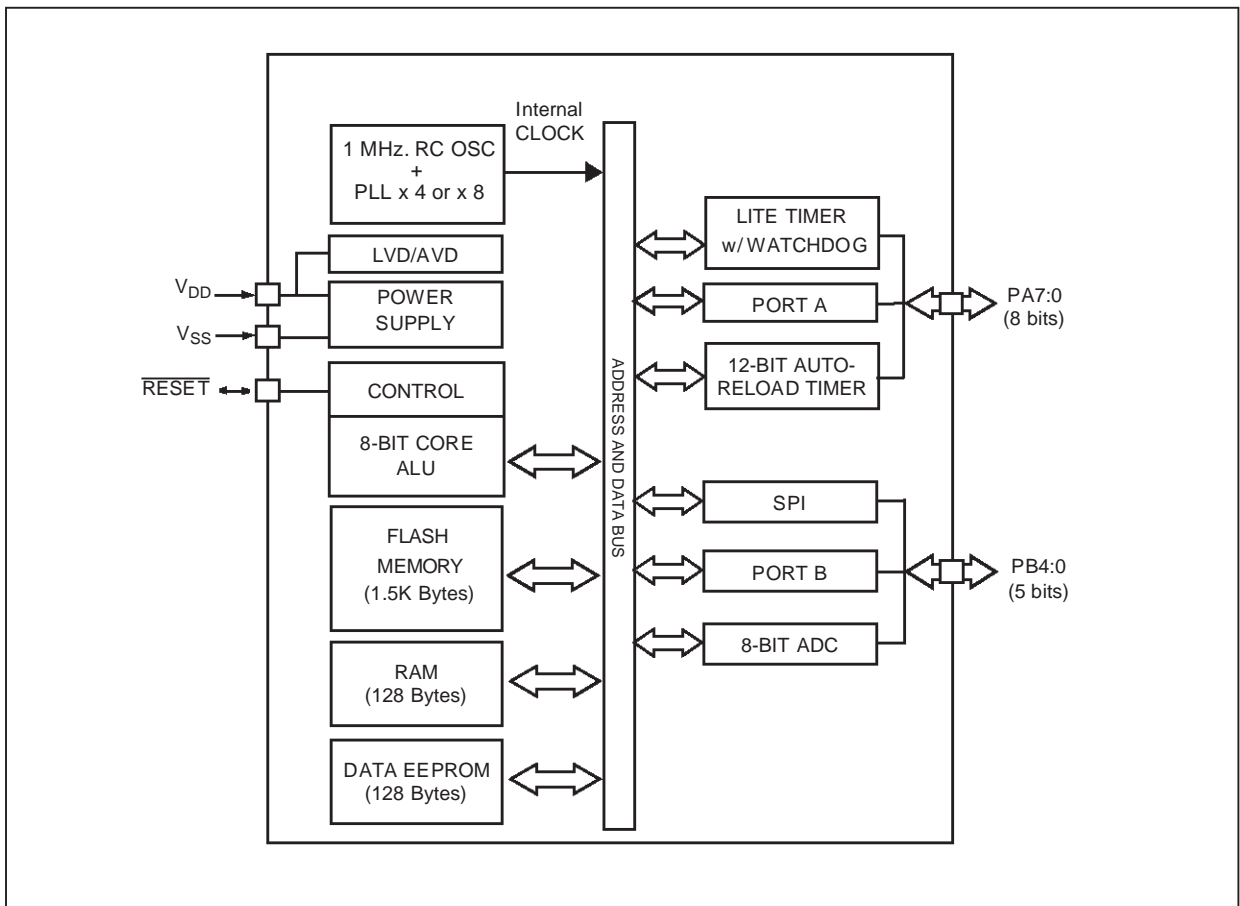 Internal
CLOCK
1 MHz. RC OSC
+
PLL x 4 or x 8
LVD/AVD
VDD
POWER
SUPPLY
VSS
RESET
CONTROL
8-BIT CORE
ALU
FLASH
MEMORY
(1.5K Bytes)
RAM
(128 Bytes)
DATA EEPROM
(128 Bytes)
ADDRESS AND DATA BUS
LITE TIMER
w/ WATCHDOG
PORT A
12-BIT AUTO-
RELOAD TIMER
PA7:0
(8 bits)
SPI
PORT B
8-BIT ADC
PB4:0
(5 bits)